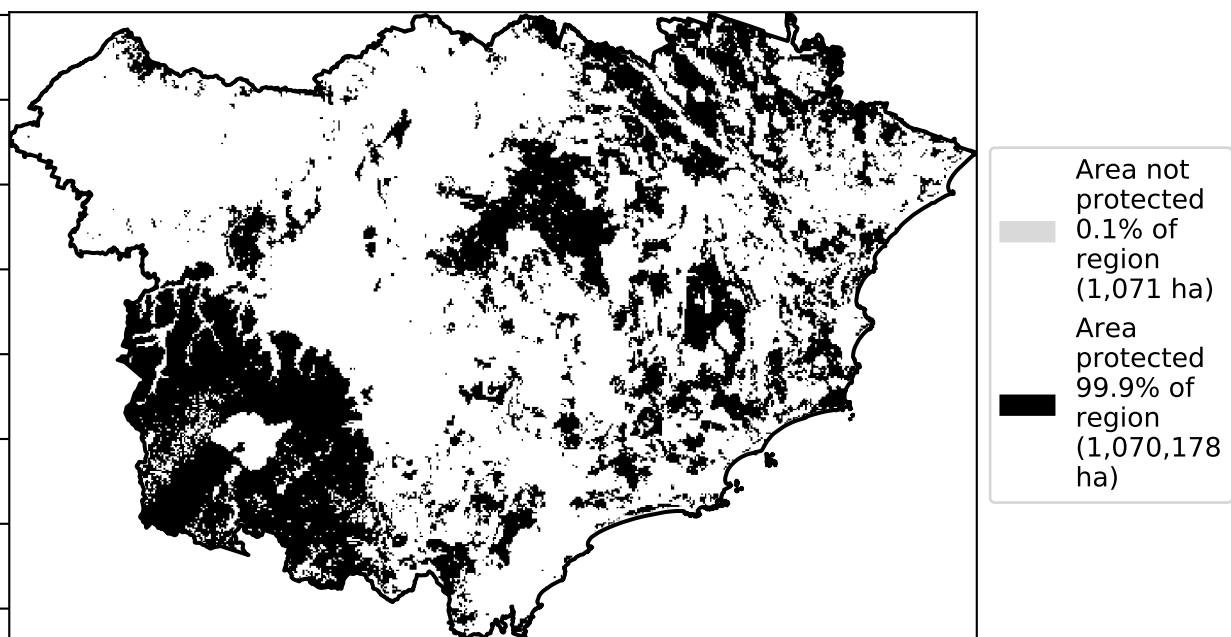 Area not
protected
0.1% of
region
(1,071 ha)
Area
protected
99.9% of
region
(1,070,178
ha)